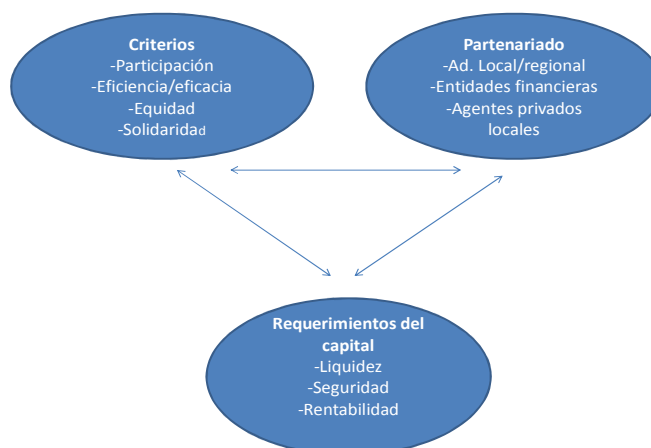 Criterios
-Participación
-Eficiencia/eficacia
-Equidad
-Solidaridad
Partenariado
-Ad. Local/regional
-Entidades financieras
-Agentes privados
locales
Requerimientos del
capital
-Liquidez
-Seguridad
-Rentabilidad